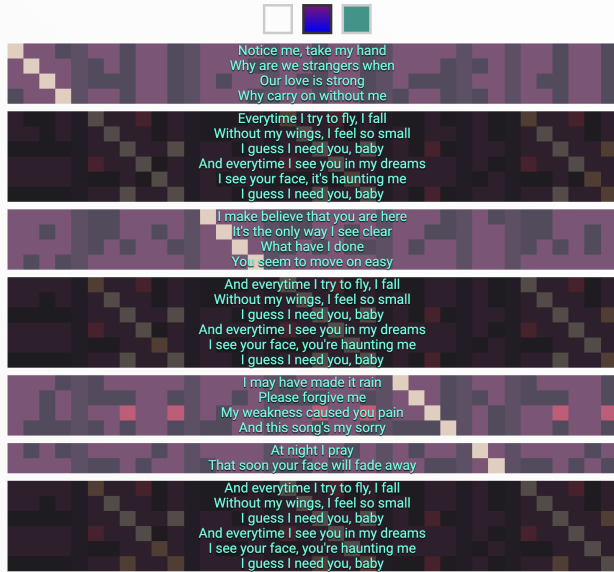 Notice me, take my hand
Why are we strangers when
Our love is strong
Why carry on without me
Everytime I try to fly, I fall
Without my wings, I feel so small
I guess I need you, baby
And everytime I see you in my dreams
I see your face, it's haunting me
I guess I need you, baby
I make believe that you are here
It's the only way I see clear
What have I done
You seem to move on easy
And everytime I try to fly, I fall
Without my wings, I feel so small
I guess I need you, baby
And everytime I see you in my dreams
I see your face, you're haunting me
I guess I need you, baby
I may have made it rain
Please forgive me
My weakness caused you pain
And this song's my sorry
At night I pray
That soon your face will fade away
And everytime I try to fly, I fall
Without my wings, I feel so small
I guess I need you, baby
And everytime I see you in my dreams
I see your face, you're haunting me
I guess I need you, baby